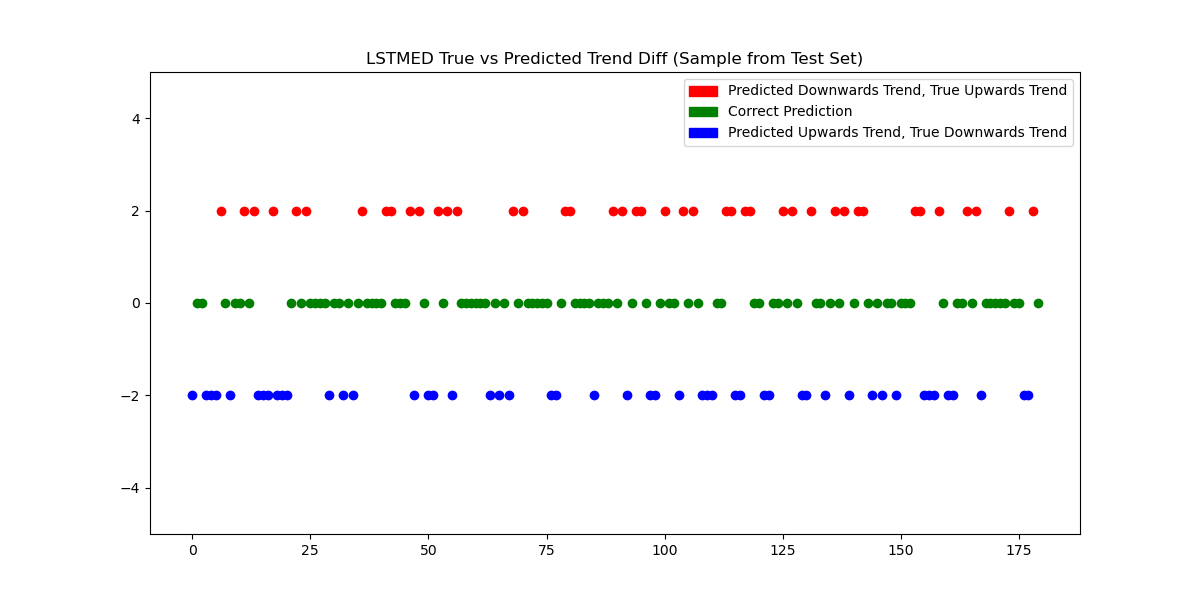 LSTMED True vs Predicted Trend Diff (Sample from Test Set)
Predicted Downwards Trend, True Upwards Trend
Correct Prediction
Predicted Upwards Trend, True Downwards Trend
4
2
0
−2
−4
0 25 50 75 100 125 150 175